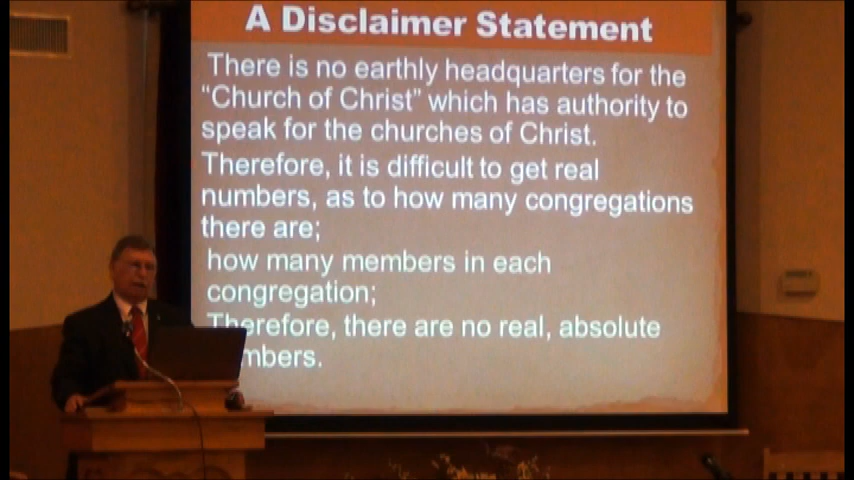 A Disclaimer Statement
There is no earthly headquarters for the
“Church of Christ” which has authority to
speak for the churches of Christ.
Therefore, it is difficult to get real
numbers, as to how many congregations
there are;
how many members in each
congregation;
Therefore, there are no real, absolute
mbers.